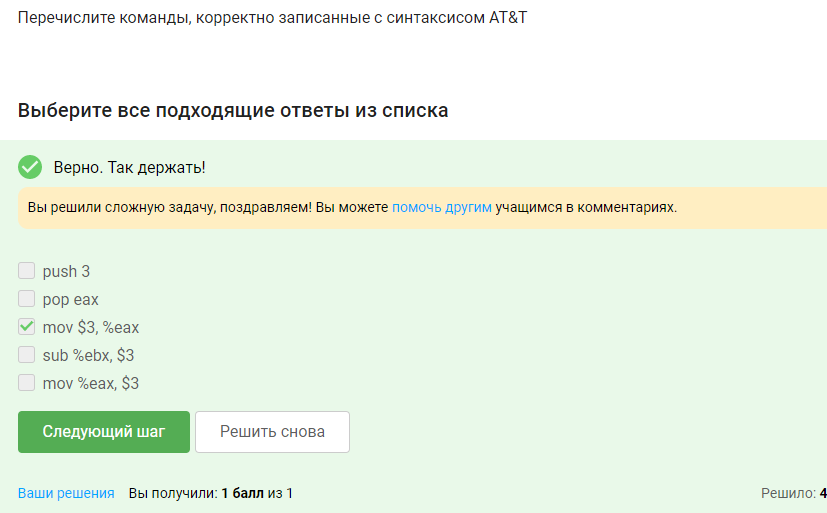 Перечислите команды, корректно записанные с синтаксисом AT&T
Выберите все подходящие ответы из списка
Верно. Так держать!
Вы решили сложную задачу, поздравляем! Вы можете помочь другим учащимся в комментариях.
push 3
pop eax
mov $3, %eax
sub %ebx, $3
mov %eax, $3
Следующий шаг Решить снова
Ваши решения Вы получили: 1 балл из 1 Решило: 4